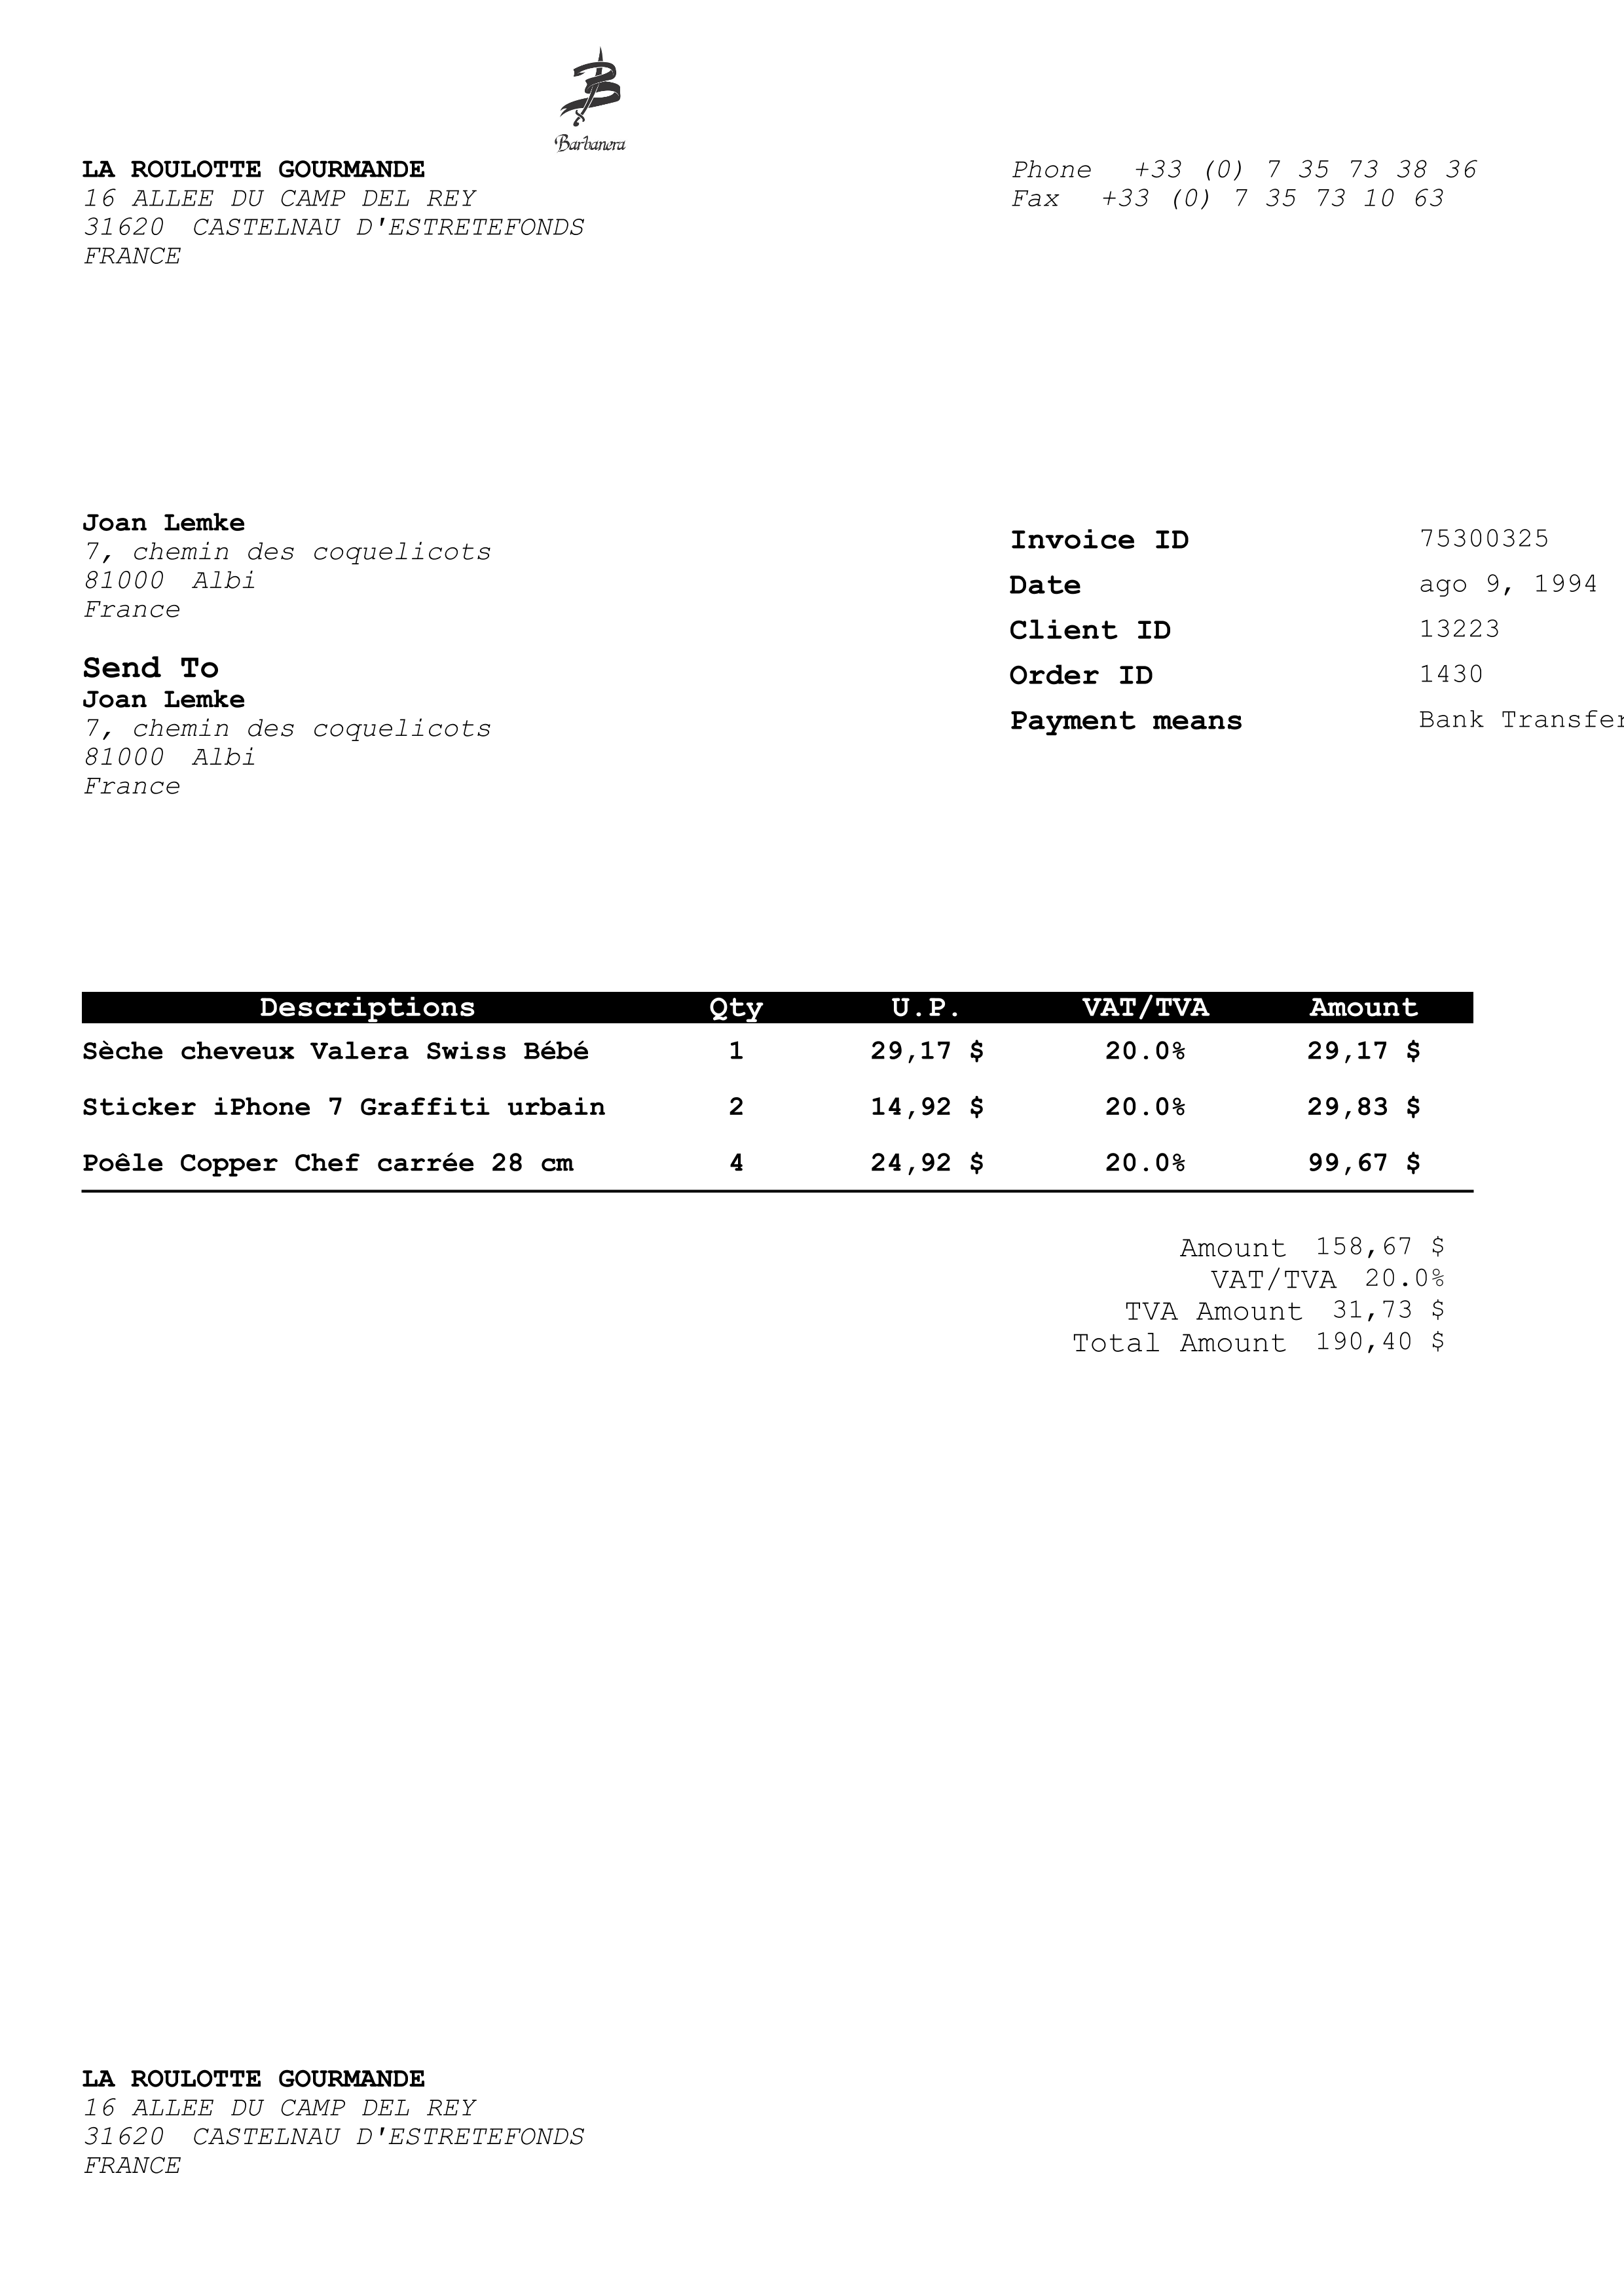 Barbanera
LA ROULOTTE GOURMANDE
16 ALLEE DU CAMP DEL REY
31620 CASTELNAU D'ESTRETEFONDS
FRANCE
Phone +33 (0) 7 35 73 38 36
Fax +33 (0) 7 35 73 10 63
Joan Lemke
7, chemin des coquelicots
81000 Albi
France
Send To
Joan Lemke
7, chemin des coquelicots
81000 Albi
France
Invoice ID 75300325
Date ago 9, 1994
Client ID 13223
Order ID 1430
Payment means Bank Transfer
Descriptions Qty U.P. VAT/TVA Amount
Sèche cheveux Valera Swiss Bébé 1 29,17 $ 20.0% 29,17 $
Sticker iPhone 7 Graffiti urbain 2 14,92 $ 20.0% 29,83 $
Poêle Copper Chef carrée 28 cm 4 24,92 $ 20.0% 99,67 $
Amount 158,67 $
VAT/TVA 20.0%
TVA Amount 31,73 $
Total Amount 190,40 $
LA ROULOTTE GOURMANDE
16 ALLEE DU CAMP DEL REY
31620 CASTELNAU D'ESTRETEFONDS
FRANCE